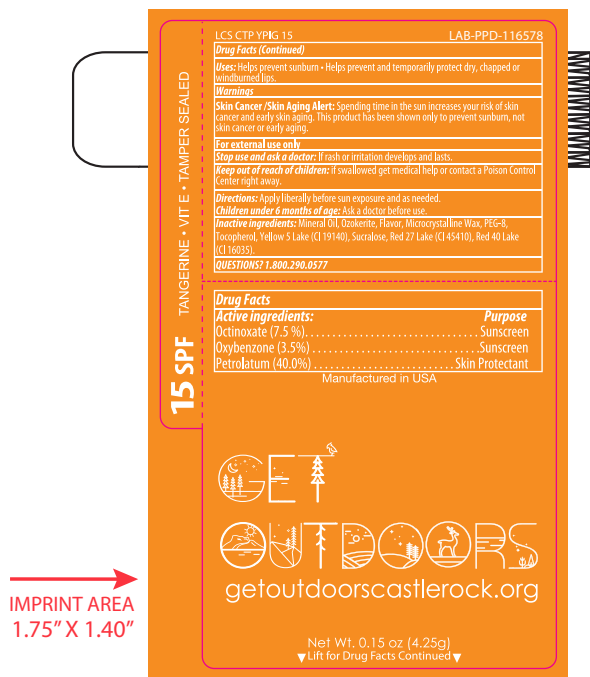 LCS CTP YPIG 15 LAB-PPD-116578
Drug Facts (Continued)
Uses: Helps prevent sunburn • Helps prevent and temporarily protect dry, chapped or
windburned lips.
Warnings
Skin Cancer /Skin Aging Alert: Spending time in the sun increases your risk of skin
cancer and early skin aging. This product has been shown only to prevent sunburn, not
skin cancer or early aging.
For external use only
Stop use and ask a doctor: If rash or irritation develops and lasts.
Keep out of reach of children: if swallowed get medical help or contact a Poison Control
Center right away.
Directions: Apply liberally before sun exposure and as needed.
Children under 6 months of age: Ask a doctor before use.
Inactive ingredients: Mineral Oil, Ozokerite, Flavor, Microcrystalline Wax, PEG-8,
Tocopherol, Yellow 5 Lake (CI 19140), Sucralose, Red 27 Lake (CI 45410), Red 40 Lake
(CI 16035).
QUESTIONS? 1.800.290.0577
15 SPF TANGERINE • VIT E • TAMPER SEALED
Drug Facts
Active ingredients: Purpose
Octinoxate (7.5 %)................................Sunscreen
Oxybenzone (3.5%)...............................Sunscreen
Petrolatum (40.0%)..........................Skin Protectant
Manufactured in USA
GET
OUTDOORS
getoutdoorscastlerock.org
IMPRINT AREA
1.75” X 1.40”
Net Wt. 0.15 oz (4.25g)
▼Lift for Drug Facts Continued▼